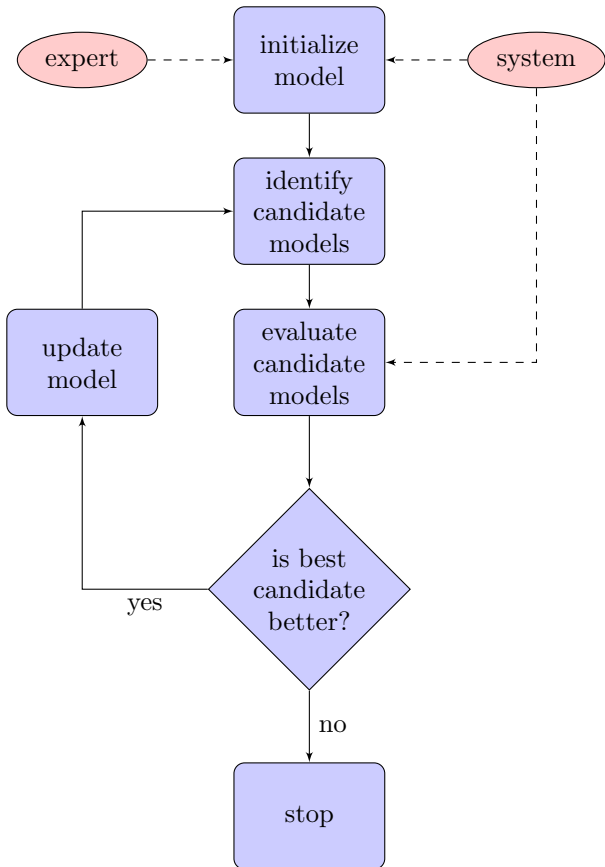 expert
initialize
model
system
identify
candidate
models
update
model
evaluate
candidate
models
is best
candidate
better?
yes
no
stop